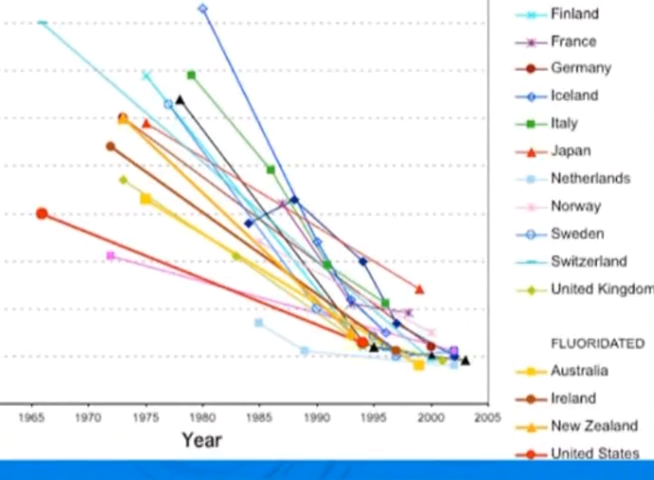 Finland
France
Germany
Iceland
Italy
Japan
Netherlands
Norway
Sweden
Switzerland
United Kingdom
FLUORIDATED
Australia
Ireland
New Zealand
United States
1965 1970 1975 1980 1985 1990 1995 2000 2005
Year